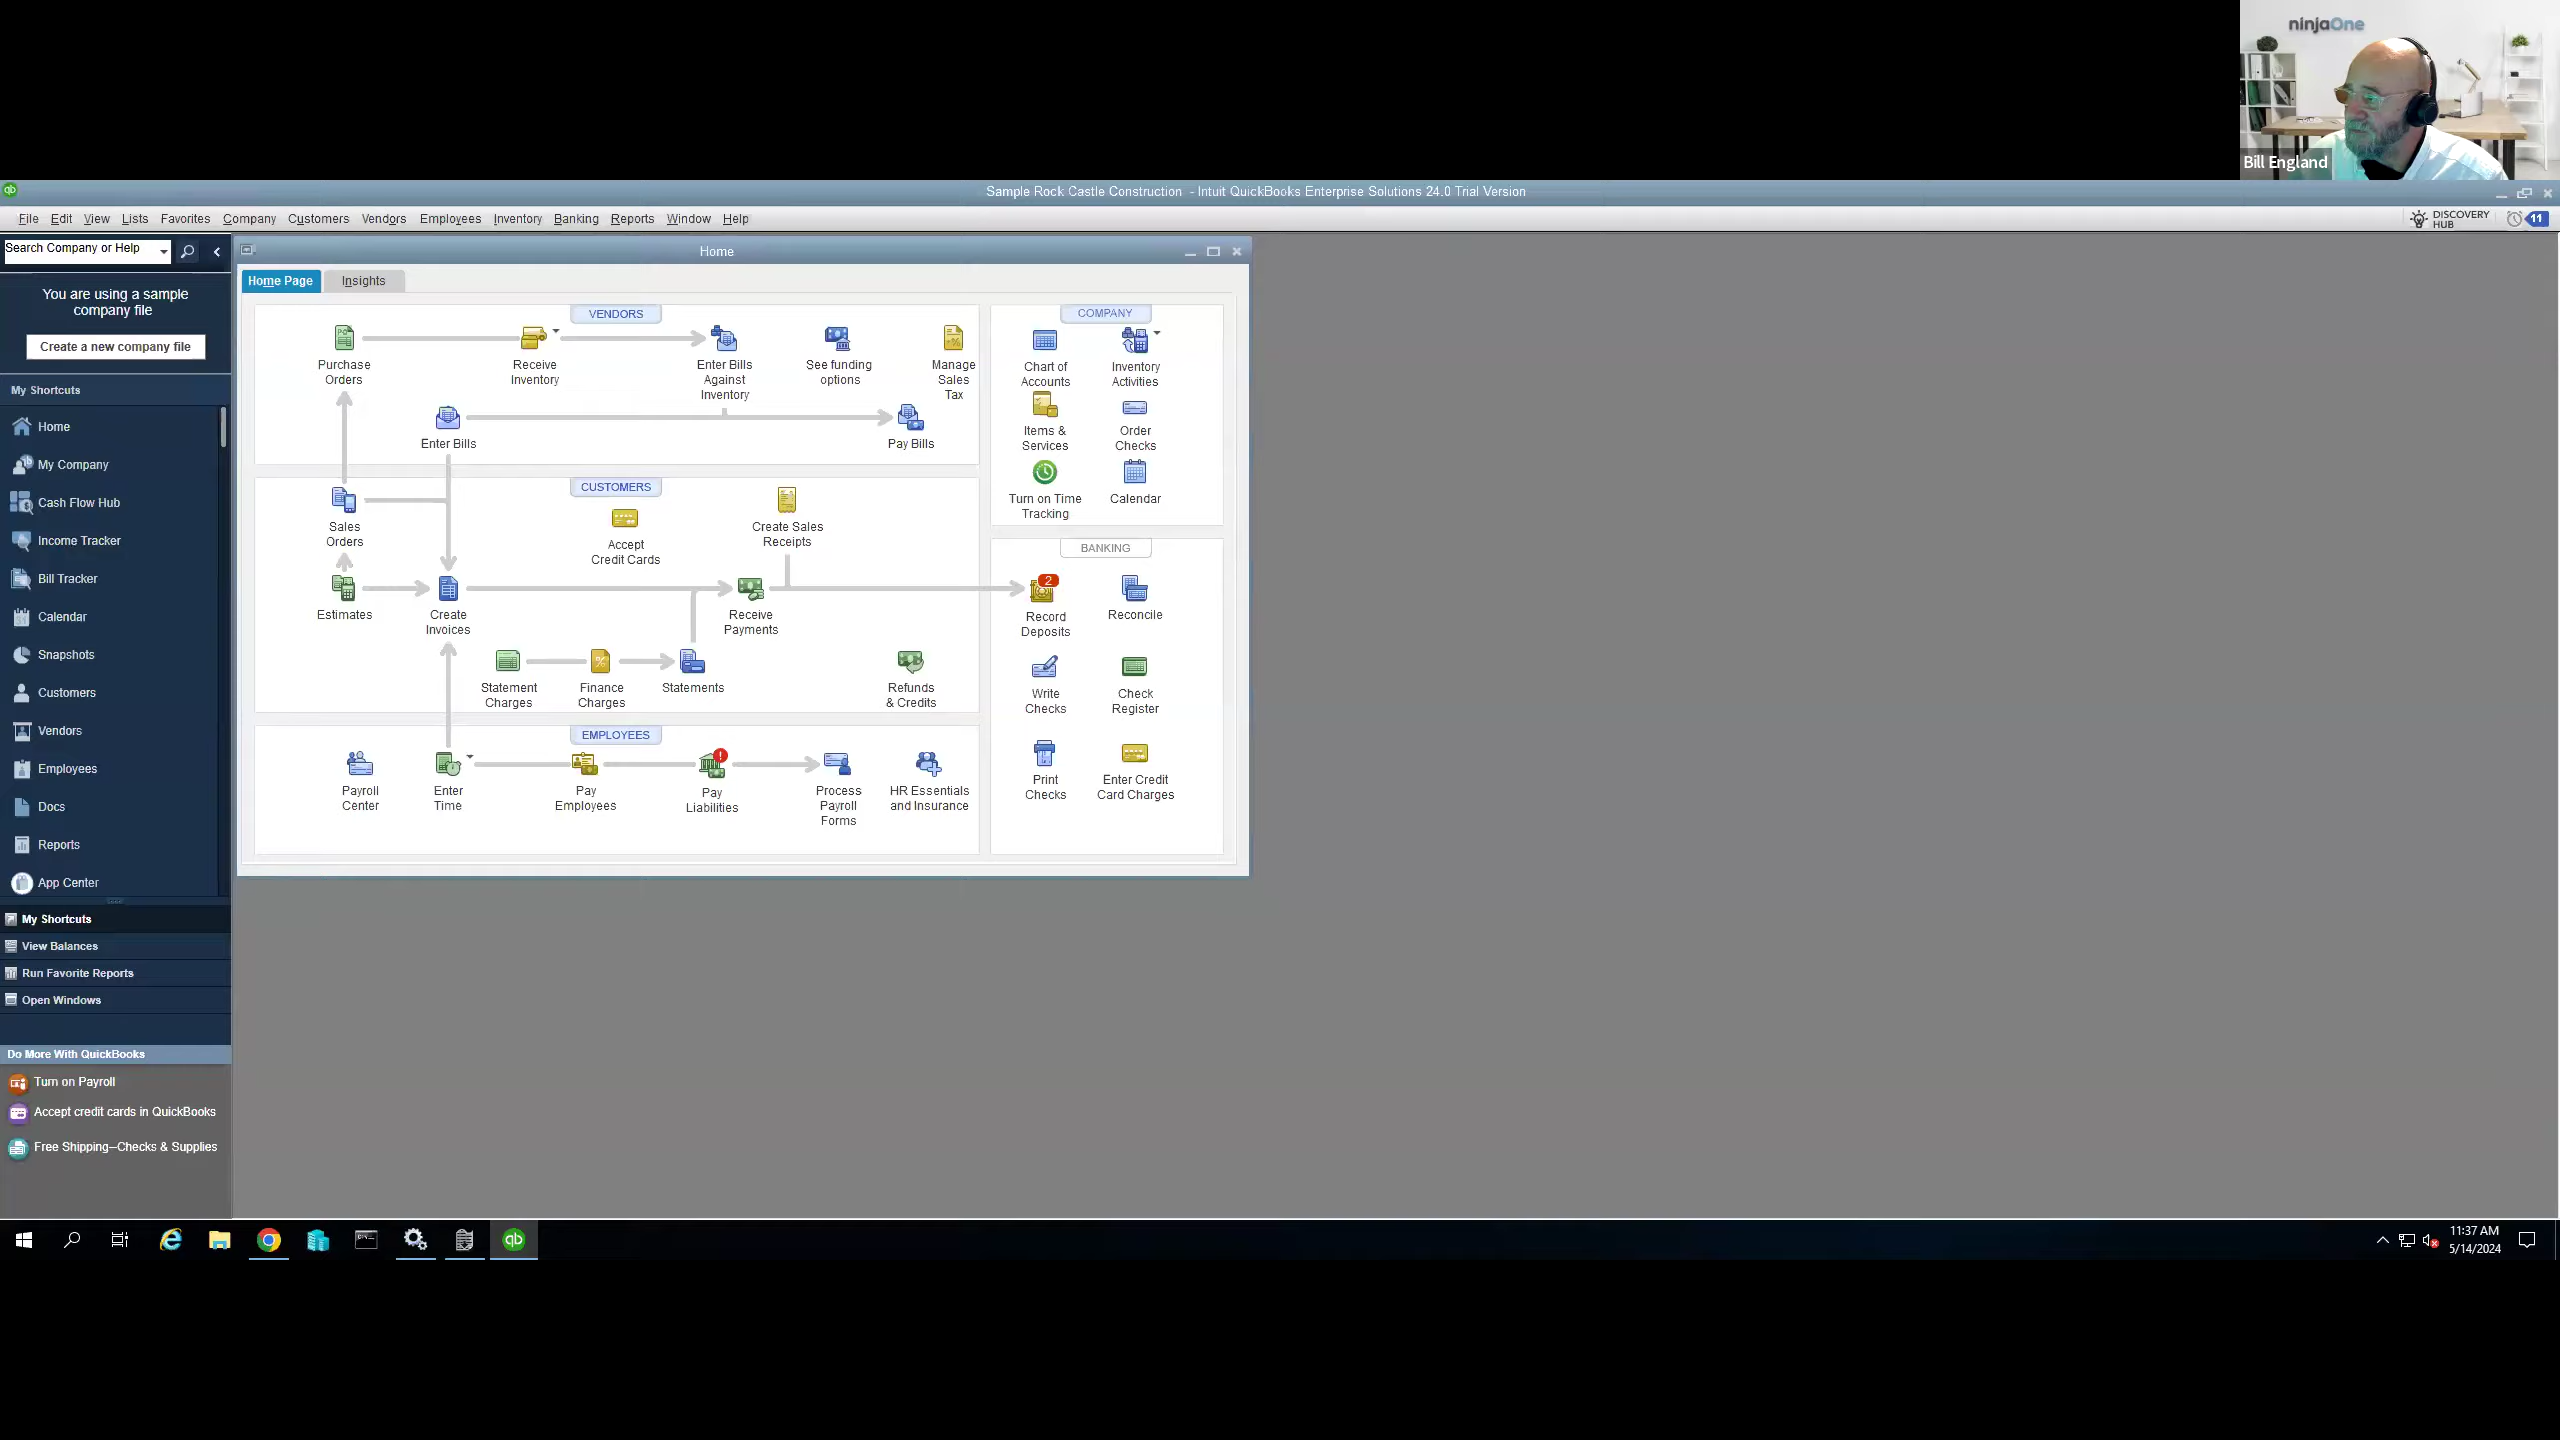 ninjaOne
Bill England
qb
Sample Rock Castle Construction - Intuit QuickBooks Enterprise Solutions 24.0 Trial Version
File Edit View Lists Favorites Company Customers Vendors Employees Inventory Banking Reports Window Help
DISCOVERY
HUB
11
Search Company or Help
You are using a sample
company file
Create a new company file
My Shortcuts
Home
My Company
Cash Flow Hub
Income Tracker
Bill Tracker
Calendar
Snapshots
Customers
Vendors
Employees
Docs
Reports
App Center
My Shortcuts
View Balances
Run Favorite Reports
Open Windows
Do More With QuickBooks
Turn on Payroll
Accept credit cards in QuickBooks
Free Shipping--Checks & Supplies
Home
Home Page
Insights
VENDORS
Purchase
Orders
Receive
Inventory
Enter Bills
Against
Inventory
See funding
options
Manage
Sales
Tax
Enter Bills
Pay Bills
CUSTOMERS
Sales
Orders
Accept
Credit Cards
Create Sales
Receipts
Estimates
Create
Invoices
Receive
Payments
Statement
Charges
Finance
Charges
Statements
Refunds
& Credits
EMPLOYEES
Payroll
Center
Enter
Time
Pay
Employees
Pay
Liabilities
Process
Payroll
Forms
HR Essentials
and Insurance
COMPANY
Chart of
Accounts
Inventory
Activities
Items &
Services
Order
Checks
Turn on Time
Tracking
Calendar
BANKING
2
Record
Deposits
Reconcile
Write
Checks
Check
Register
Print
Checks
Enter Credit
Card Charges
qb
11:37 AM
5/14/2024